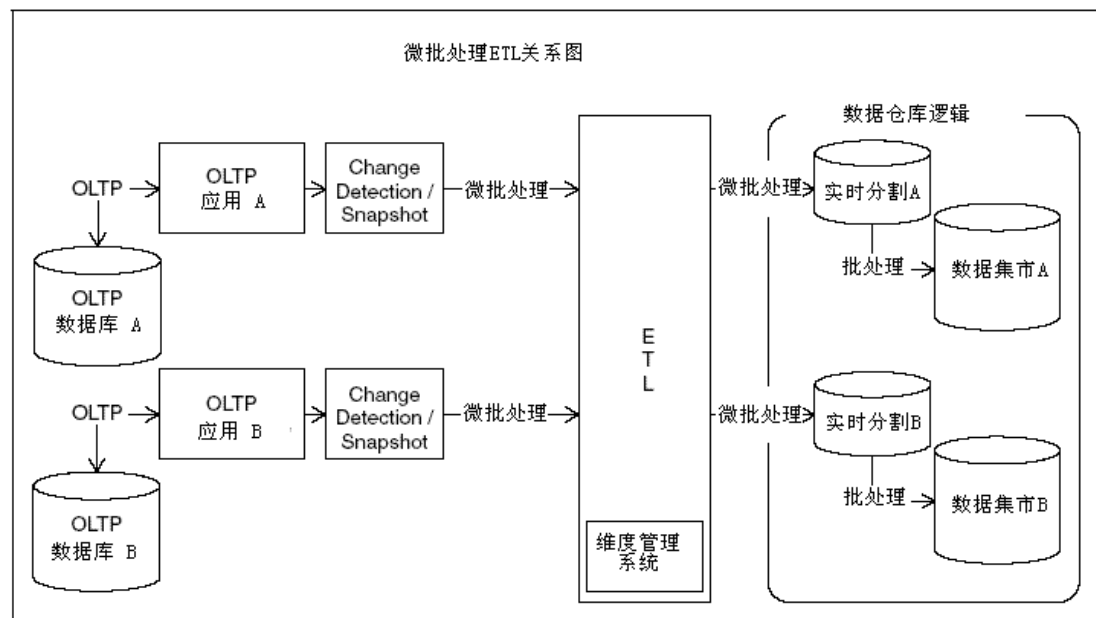 微批处理ETL关系图
数据仓库逻辑
OLTP
OLTP
应用 A
Change
Detection /
Snapshot
微批处理
微批处理
实时分割A
批处理
数据集市A
OLTP
数据库 A
E
T
L
OLTP
OLTP
应用 B
Change
Detection /
Snapshot
微批处理
微批处理
实时分割B
批处理
数据集市B
OLTP
数据库 B
维度管理
系统